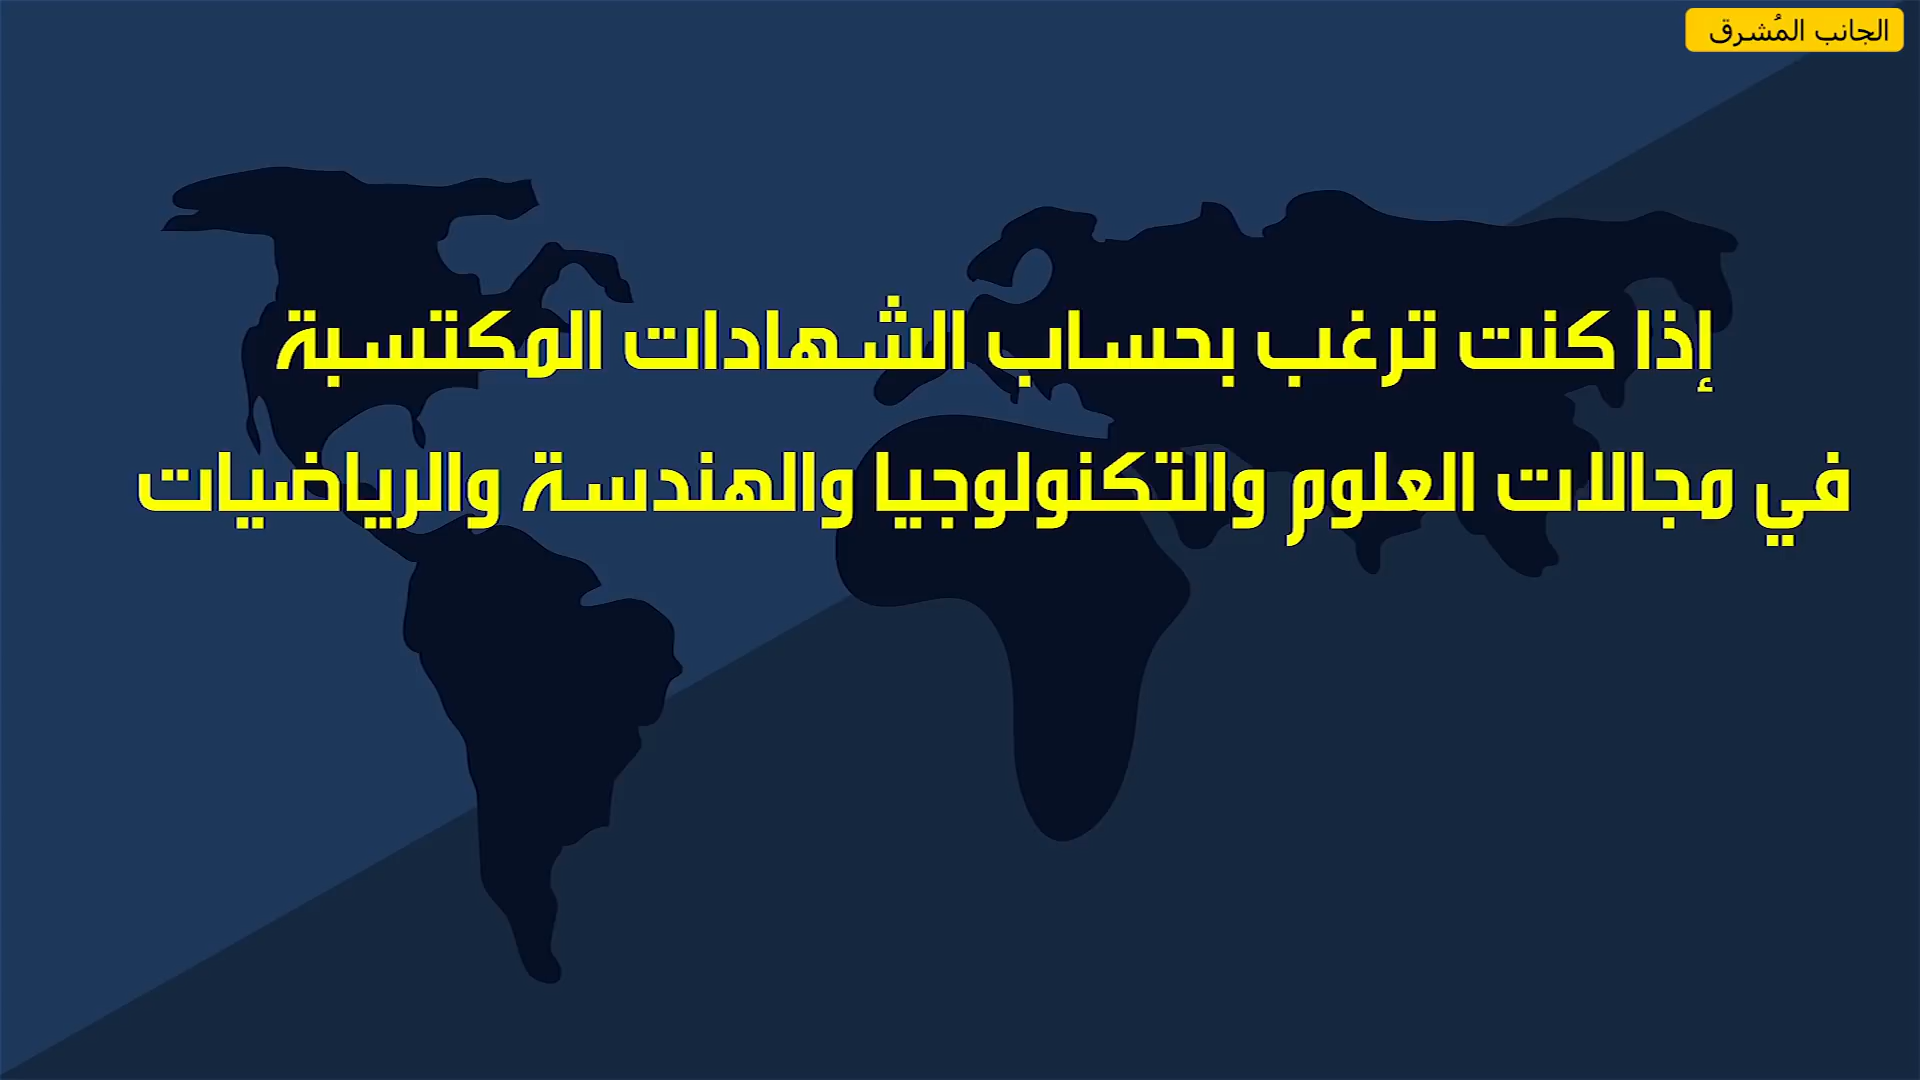 الجانب المُشرق
إذا كنت ترغب بحساب الشهادات المكتسبة
في مجالات العلوم والتكنولوجيا والهندسة والرياضيات